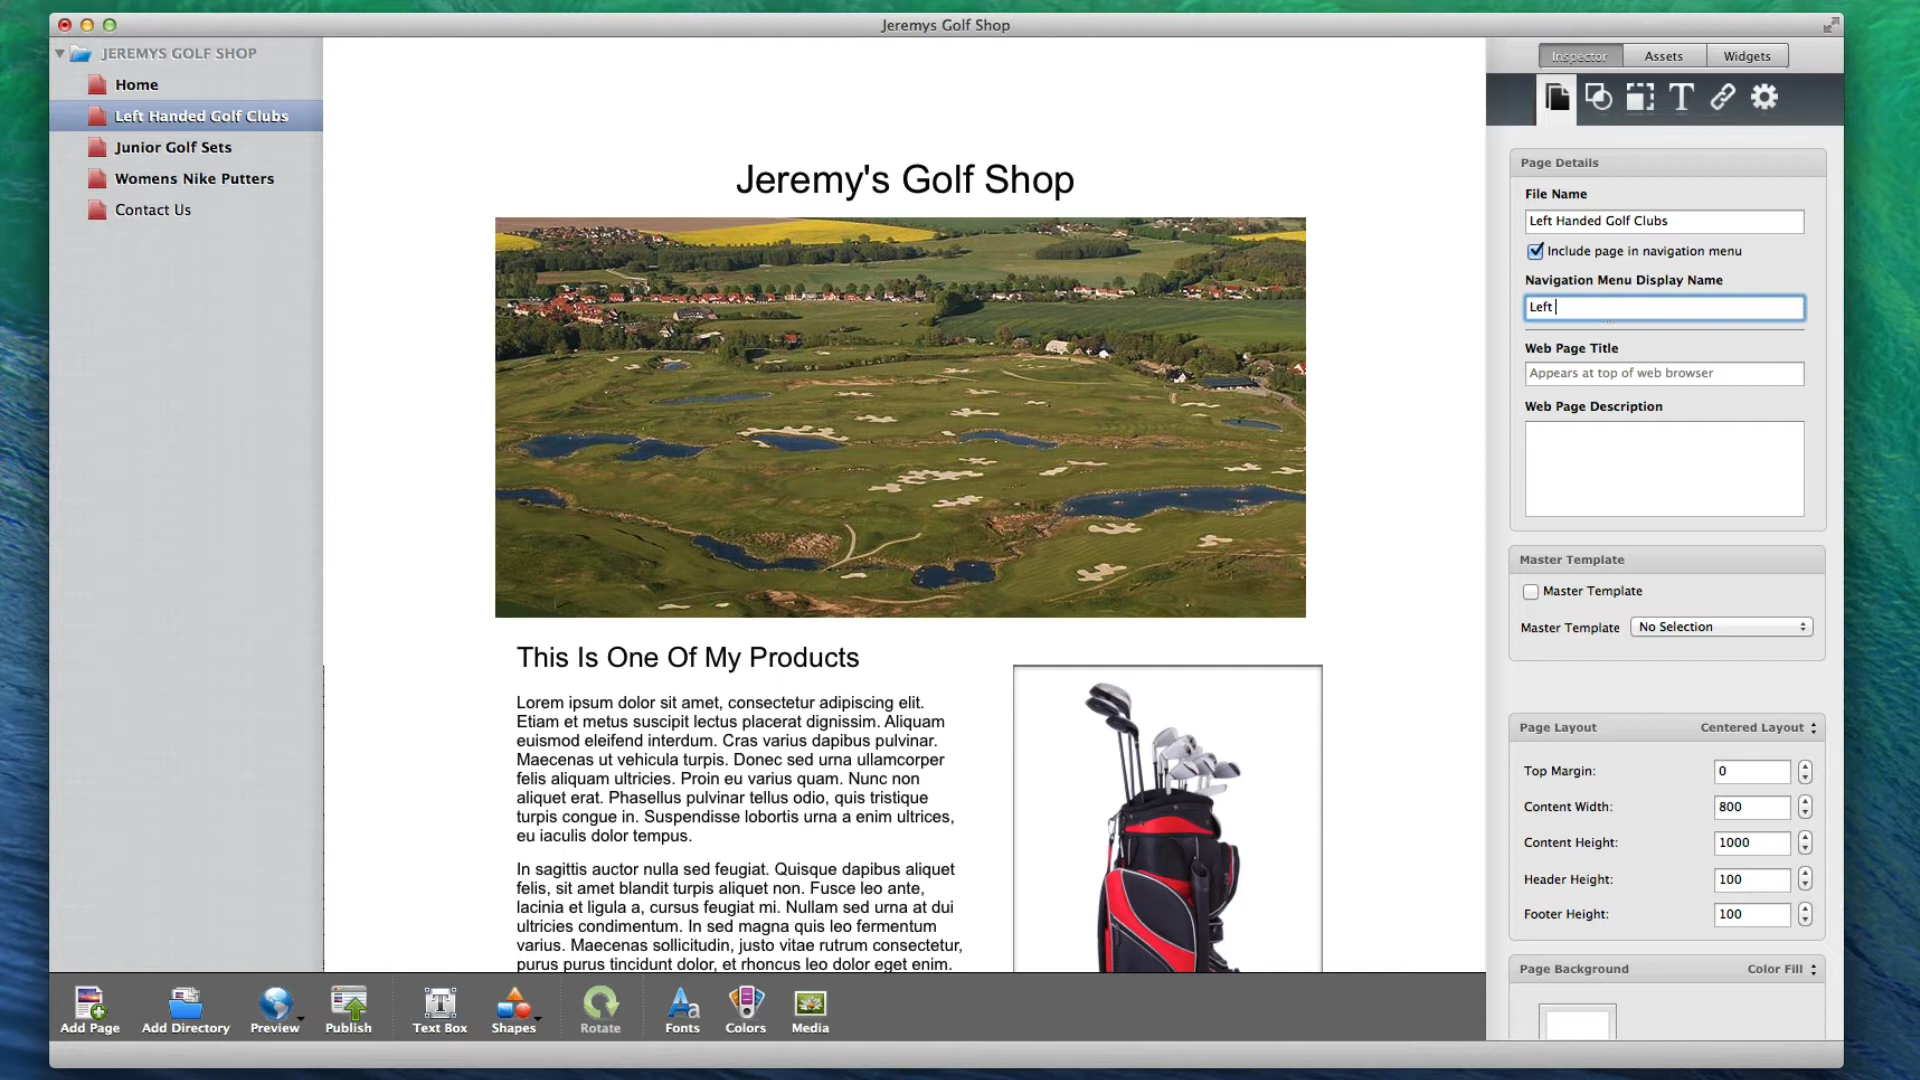 Jeremys Golf Shop
JEREMYS GOLF SHOP
Home
Left Handed Golf Clubs
Junior Golf Sets
Womens Nike Putters
Contact Us
Jeremy's Golf Shop
This Is One Of My Products
Lorem ipsum dolor sit amet, consectetur adipiscing elit.
Etiam et metus suscipit lectus placerat dignissim. Aliquam
euismod eleifend interdum. Cras varius dapibus pulvinar.
Maecenas ut vehicula turpis. Donec sed urna ullamcorper
felis aliquam ultricies. Proin eu varius quam. Nunc non
aliquet erat. Phasellus pulvinar tellus odio, quis tristique
turpis congue in. Suspendisse lobortis urna a enim ultrices,
eu iaculis dolor tempus.
In sagittis auctor nulla sed feugiat. Quisque dapibus aliquet
felis, sit amet blandit turpis aliquet non. Fusce leo ante,
lacinia et ligula a, cursus feugiat mi. Nullam sed urna at dui
ultricies condimentum. In sed magna quis leo fermentum
varius. Maecenas sollicitudin, justo vitae rutrum consectetur,
purus purus tincidunt dolor, et rhoncus leo dolor eget enim.
Inspector Assets Widgets
Page Details
File Name
Left Handed Golf Clubs
Include page in navigation menu
Navigation Menu Display Name
Left
Web Page Title
Appears at top of web browser
Web Page Description
Master Template
Master Template
Master Template No Selection
Page Layout Centered Layout
Top Margin: 0
Content Width: 800
Content Height: 1000
Header Height: 100
Footer Height: 100
Page Background Color Fill
Add Page Add Directory Preview Publish Text Box Shapes Rotate Fonts Colors Media